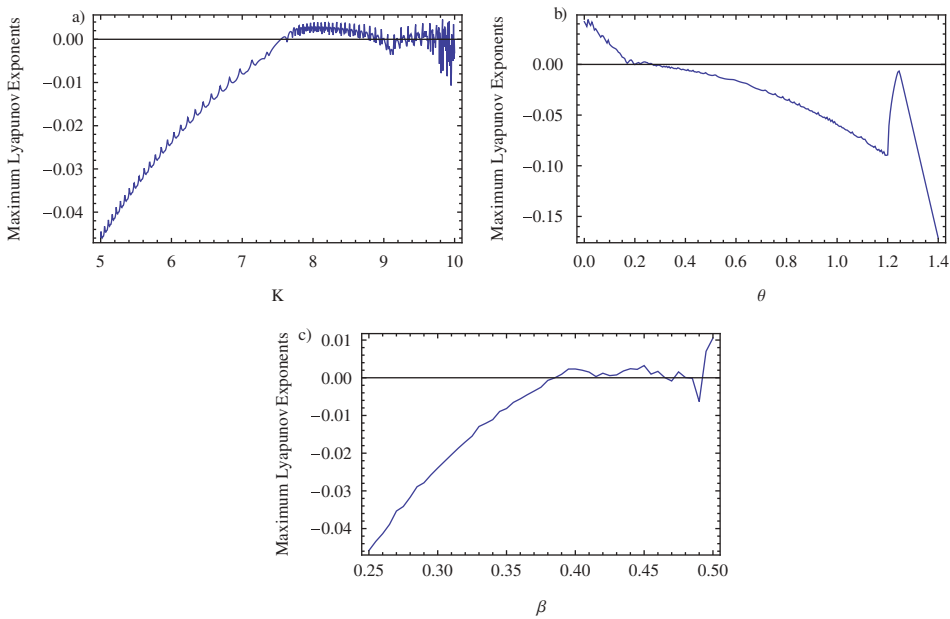 a)
Maximum Lyapunov Exponents
0.00
−0.01
−0.02
−0.03
−0.04
5 6 7 8 9 10
K
b)
Maximum Lyapunov Exponents
0.00
−0.05
−0.10
−0.15
0.0 0.2 0.4 0.6 0.8 1.0 1.2 1.4
θ
c)
Maximum Lyapunov Exponents
0.01
0.00
−0.01
−0.02
−0.03
−0.04
0.25 0.30 0.35 0.40 0.45 0.50
β